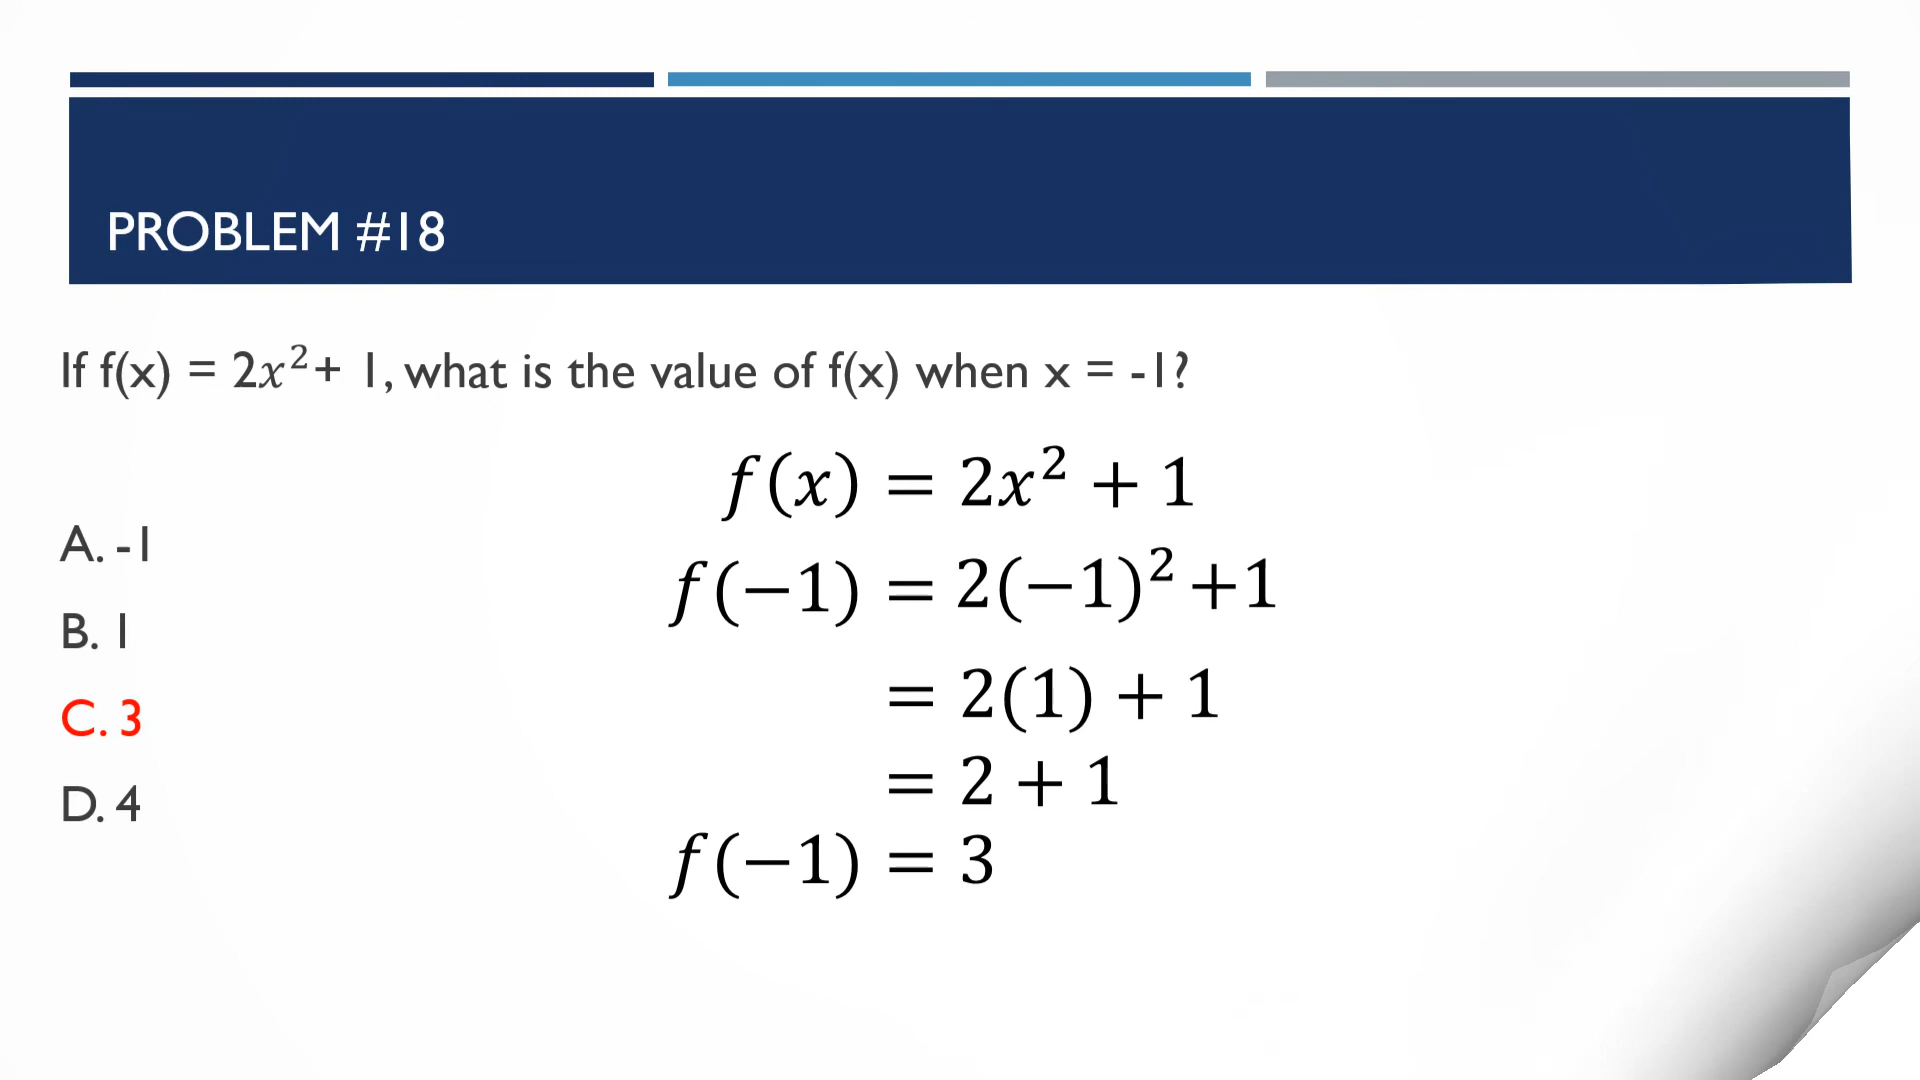 PROBLEM #18
If f(x) = 2x²+ 1, what is the value of f(x) when x = -1?
f(x) = 2x² + 1
A. -1
f(−1) = 2(−1)² +1
B. 1
= 2(1) + 1
C. 3
= 2 + 1
D. 4
f(−1) = 3